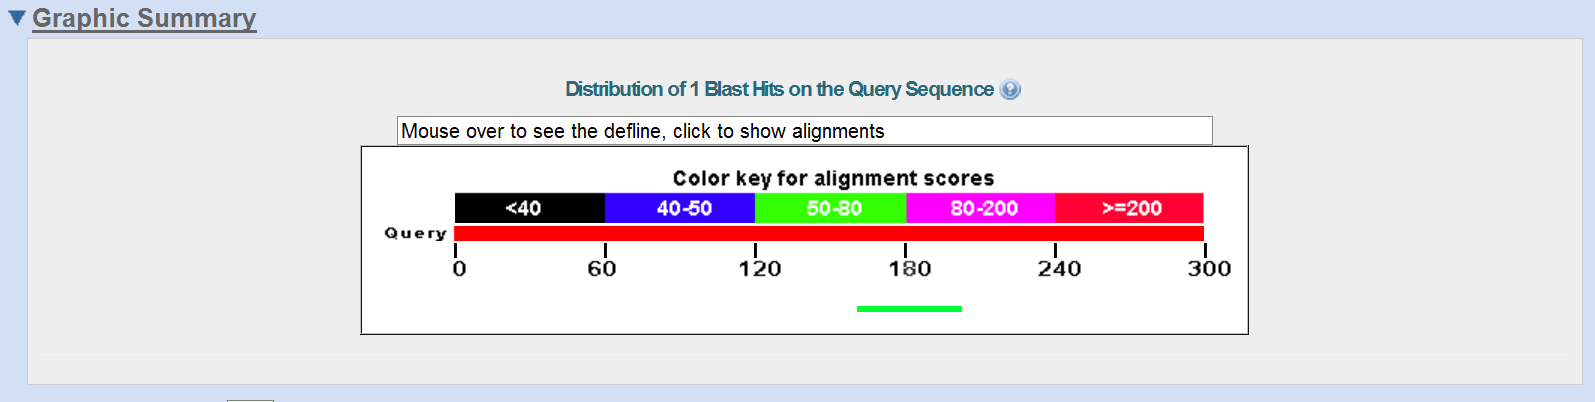 Graphic Summary
Distribution of 1 Blast Hits on the Query Sequence ?
Mouse over to see the defline, click to show alignments
Color key for alignment scores
<40 40-50 50-80 80-200 >=200
Query
0 60 120 180 240 300